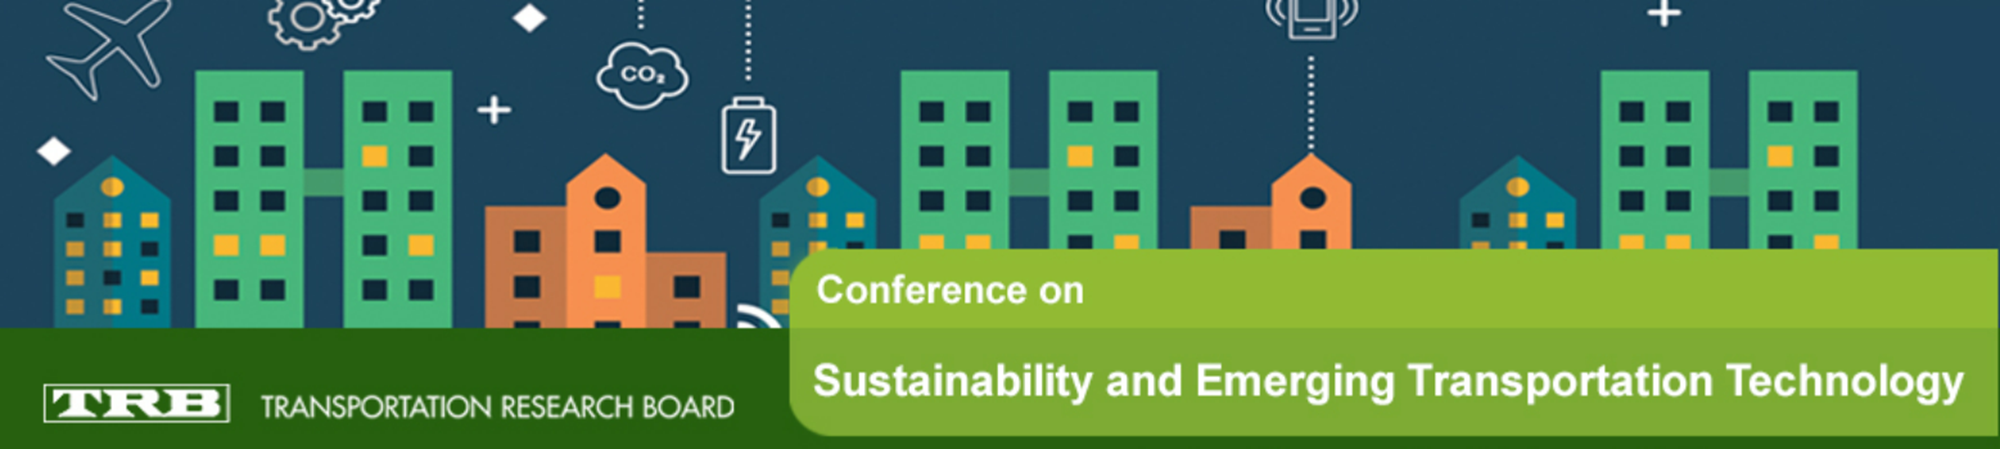 CO₂
Conference on
Sustainability and Emerging Transportation Technology
TRB TRANSPORTATION RESEARCH BOARD